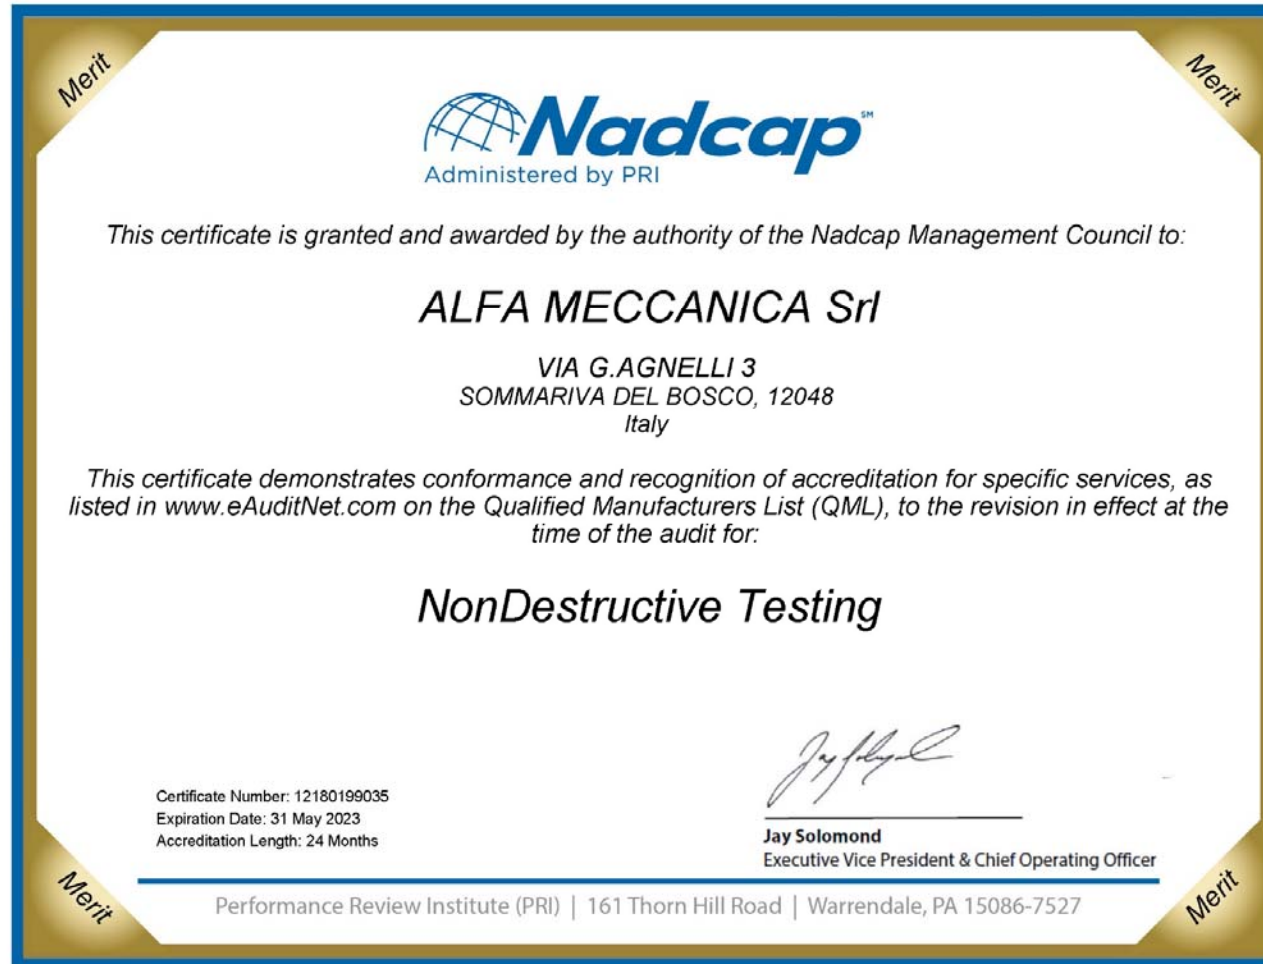 Merit
Merit
Nadcap SM
Administered by PRI
This certificate is granted and awarded by the authority of the Nadcap Management Council to:
ALFA MECCANICA Srl
VIA G.AGNELLI 3
SOMMARIVA DEL BOSCO, 12048
Italy
This certificate demonstrates conformance and recognition of accreditation for specific services, as
listed in www.eAuditNet.com on the Qualified Manufacturers List (QML), to the revision in effect at the
time of the audit for:
NonDestructive Testing
Certificate Number: 12180199035
Expiration Date: 31 May 2023
Accreditation Length: 24 Months
Jay Solomond
Executive Vice President & Chief Operating Officer
Merit
Performance Review Institute (PRI) | 161 Thorn Hill Road | Warrendale, PA 15086-7527
Merit